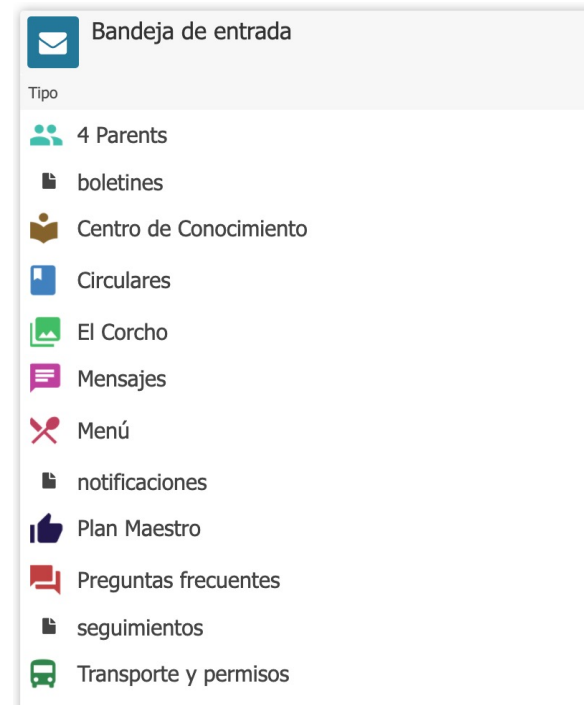 Bandeja de entrada
Tipo
4 Parents
boletines
Centro de Conocimiento
Circulares
El Corcho
Mensajes
Menú
notificaciones
Plan Maestro
Preguntas frecuentes
seguimientos
Transporte y permisos